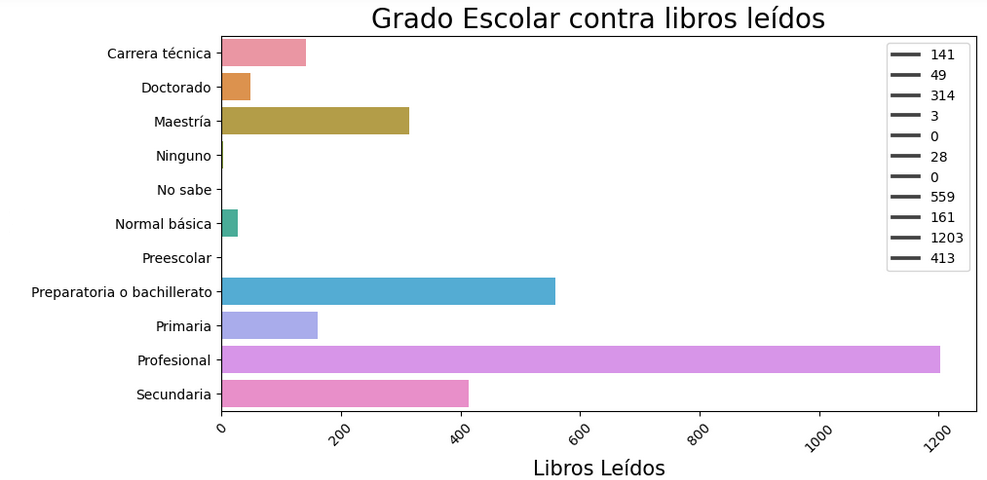 Grado Escolar contra libros leídos
Carrera técnica
Doctorado
Maestría
Ninguno
No sabe
Normal básica
Preescolar
Preparatoria o bachillerato
Primaria
Profesional
Secundaria
141
49
314
3
0
28
0
559
161
1203
413
0
200
400
600
800
1000
1200
Libros Leídos